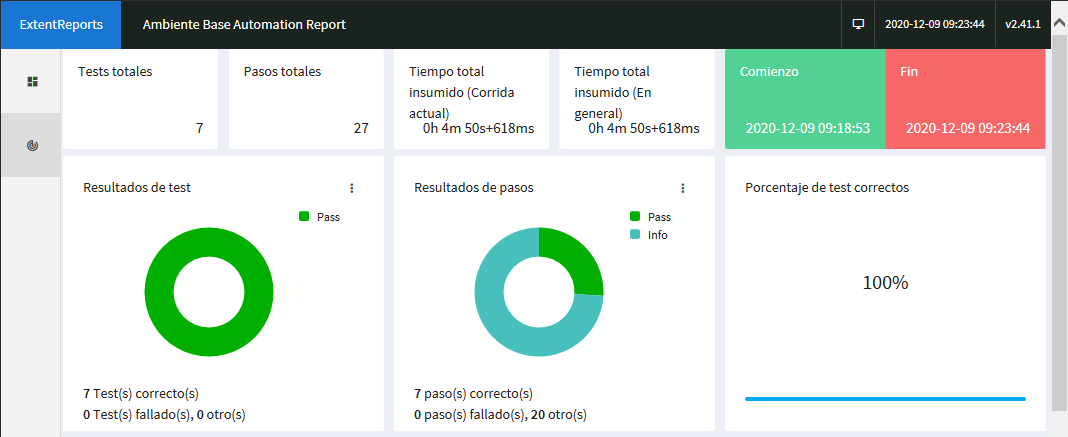 ExtentReports
Ambiente Base Automation Report
2020-12-09 09:23:44
v2.41.1
Tests totales
7
Pasos totales
27
Tiempo total
insumido (Corrida
actual)
0h 4m 50s+618ms
Tiempo total
insumido (En
general)
0h 4m 50s+618ms
Comienzo
2020-12-09 09:18:53
Fin
2020-12-09 09:23:44
Resultados de test
Pass
7 Test(s) correcto(s)
0 Test(s) fallado(s), 0 otro(s)
Resultados de pasos
Pass
Info
7 paso(s) correcto(s)
0 paso(s) fallado(s), 20 otro(s)
Porcentaje de test correctos
100%